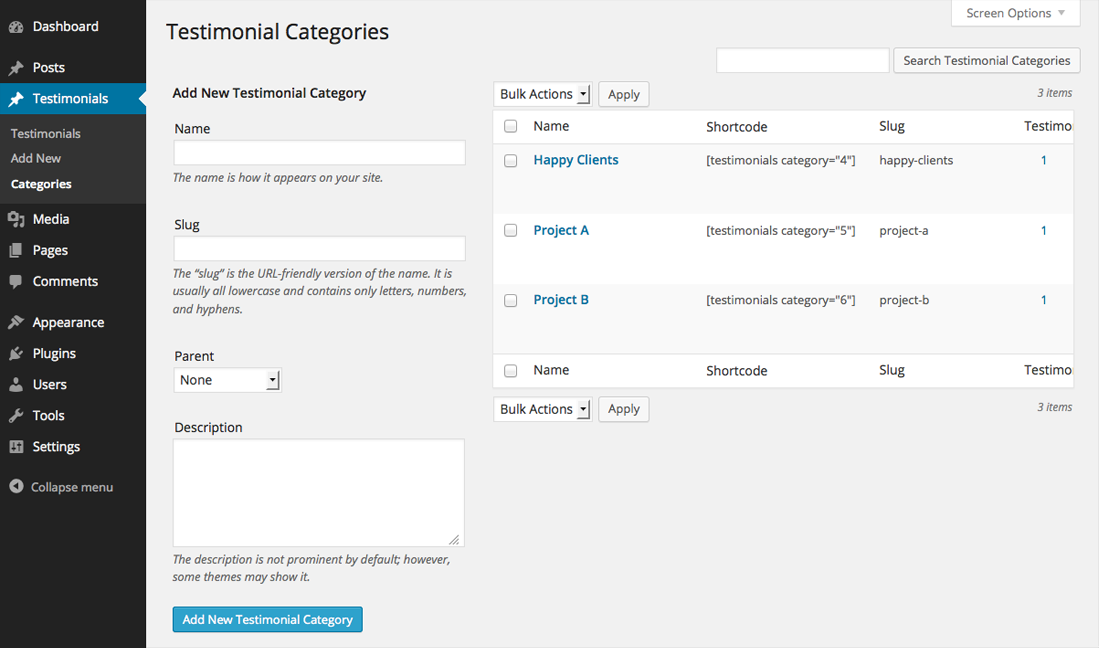 Dashboard
Posts
Testimonials
Testimonials
Add New
Categories
Media
Pages
Comments
Appearance
Plugins
Users
Tools
Settings
Collapse menu
Testimonial Categories
Screen Options
Search Testimonial Categories
Add New Testimonial Category
Name
The name is how it appears on your site.
Slug
The “slug” is the URL-friendly version of the name. It is
usually all lowercase and contains only letters, numbers,
and hyphens.
Parent
None
Description
The description is not prominent by default; however,
some themes may show it.
Add New Testimonial Category
Bulk Actions Apply 3 items
Name Shortcode Slug Testimo
Happy Clients [testimonials category="4"] happy-clients 1
Project A [testimonials category="5"] project-a 1
Project B [testimonials category="6"] project-b 1
Name Shortcode Slug Testimo
Bulk Actions Apply 3 items